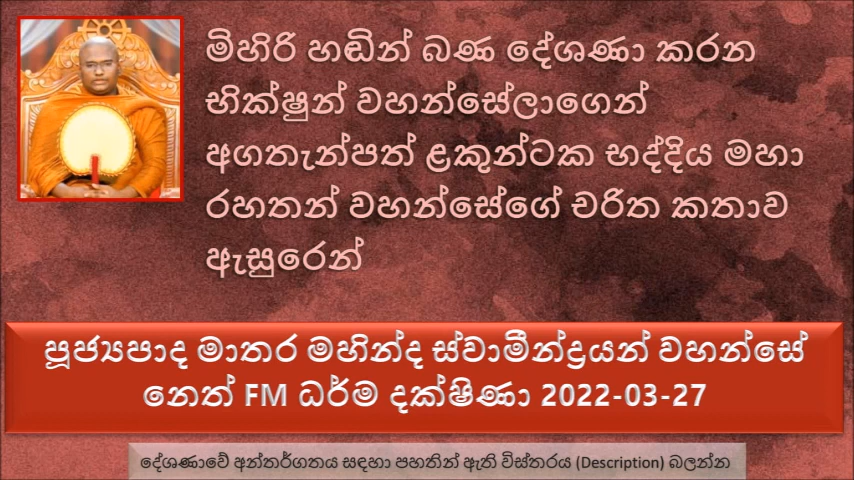 මිහිරි හඬින් බණ දේශණා කරන
භික්ෂුන් වහන්සේලාගෙන්
අගතැන්පත් ළකුන්ටක භද්දිය මහා
රහතන් වහන්සේගේ චරිත කතාව
ඇසුරෙන්
පූජ්‍යපාද මාතර මහින්ද ස්වාමීන්ද්‍රයන් වහන්සේ
නෙත් FM ධර්ම දක්ෂිණා 2022-03-27
දේශණාවේ අන්තර්ගතය සඳහා පහතින් ඇති විස්තරය (Description) බලන්න